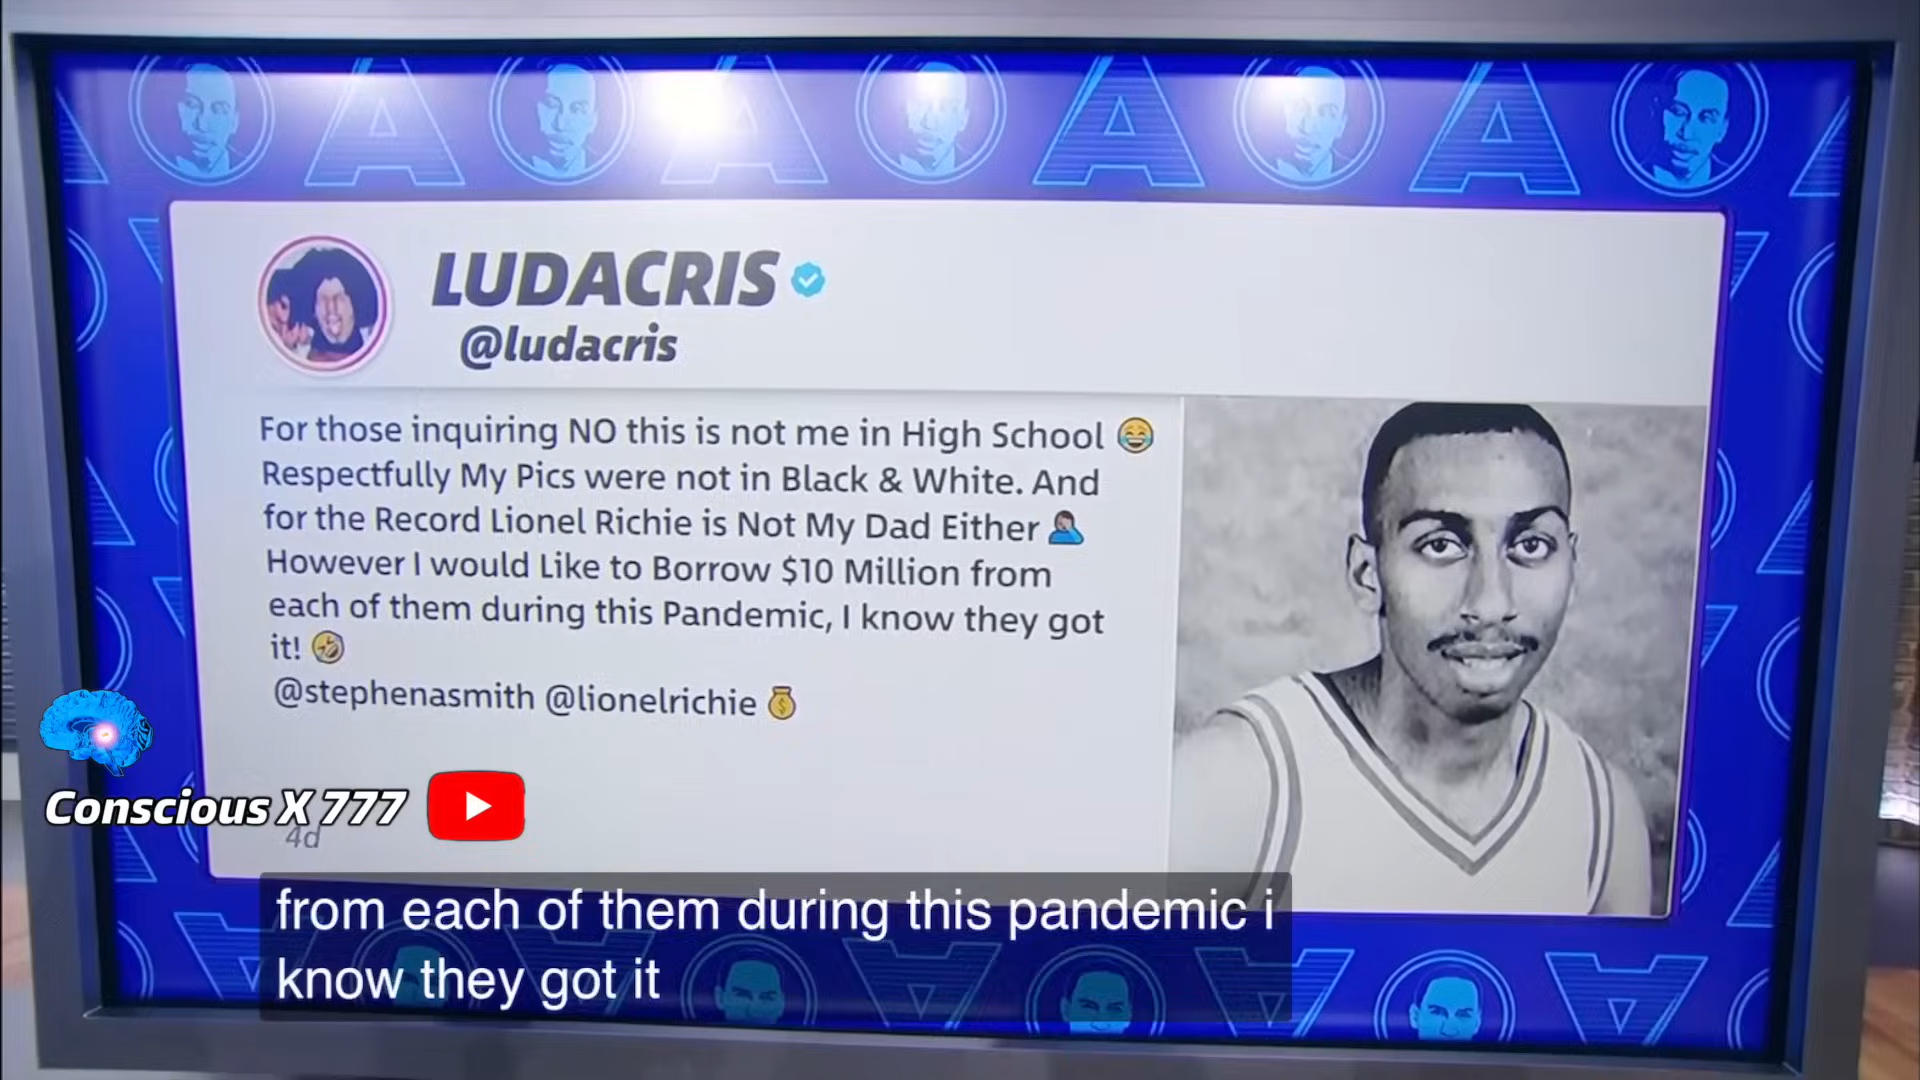 LUDACRIS
@ludacris
For those inquiring NO this is not me in High School 😂
Respectfully My Pics were not in Black & White. And
for the Record Lionel Richie is Not My Dad Either 🤦🏽‍♂️
However I would Like to Borrow $10 Million from
each of them during this Pandemic, I know they got
it! 🤣
@stephenasmith @lionelrichie 💰
4d
Conscious X 777
from each of them during this pandemic i
know they got it